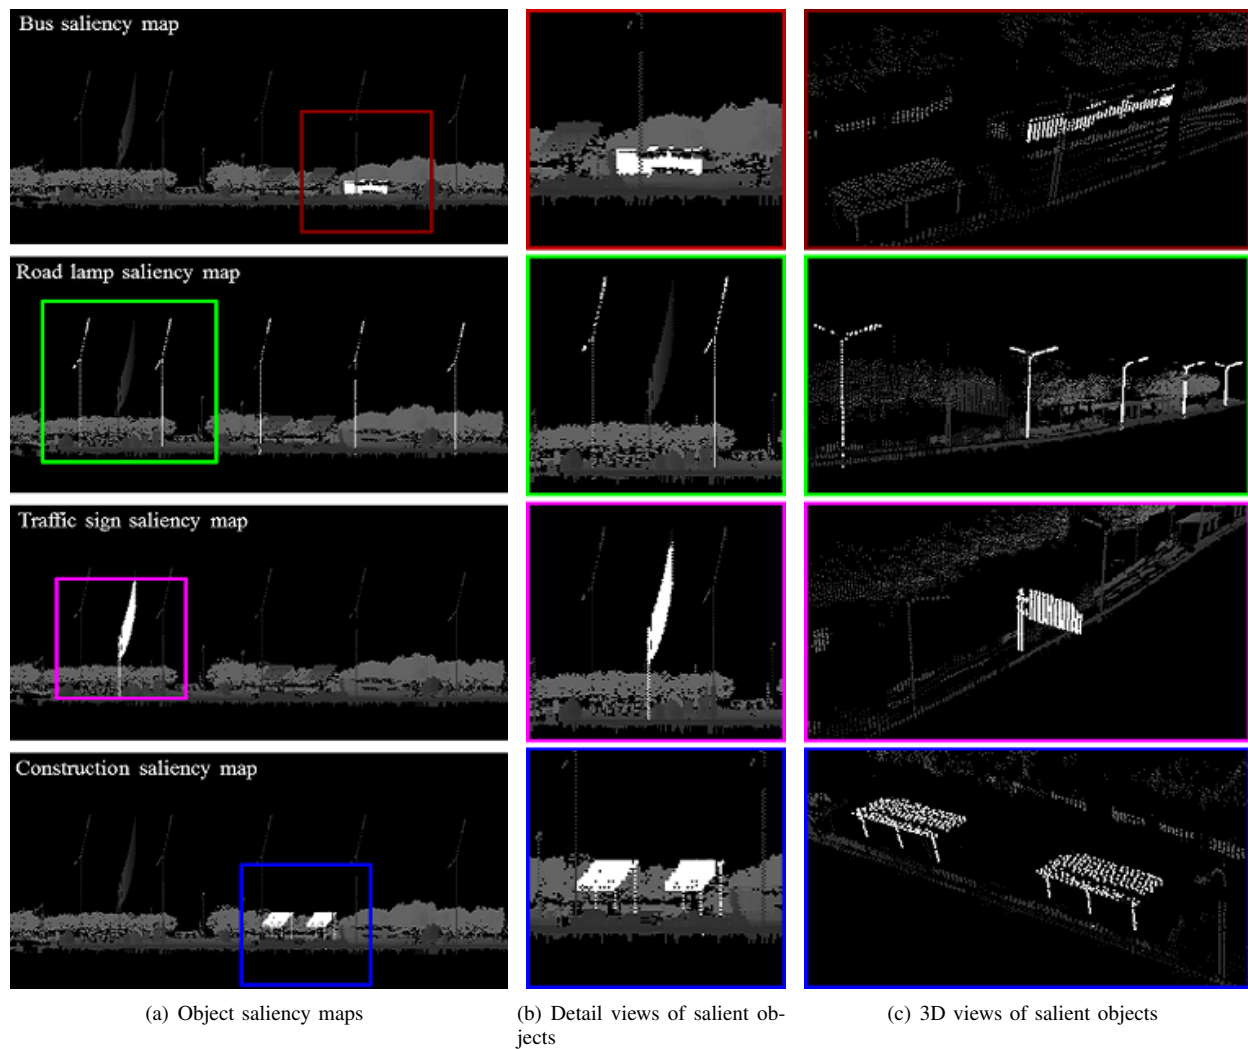 Bus saliency map
Road lamp saliency map
Traffic sign saliency map
Construction saliency map
(a) Object saliency maps
(b) Detail views of salient ob-
jects
(c) 3D views of salient objects